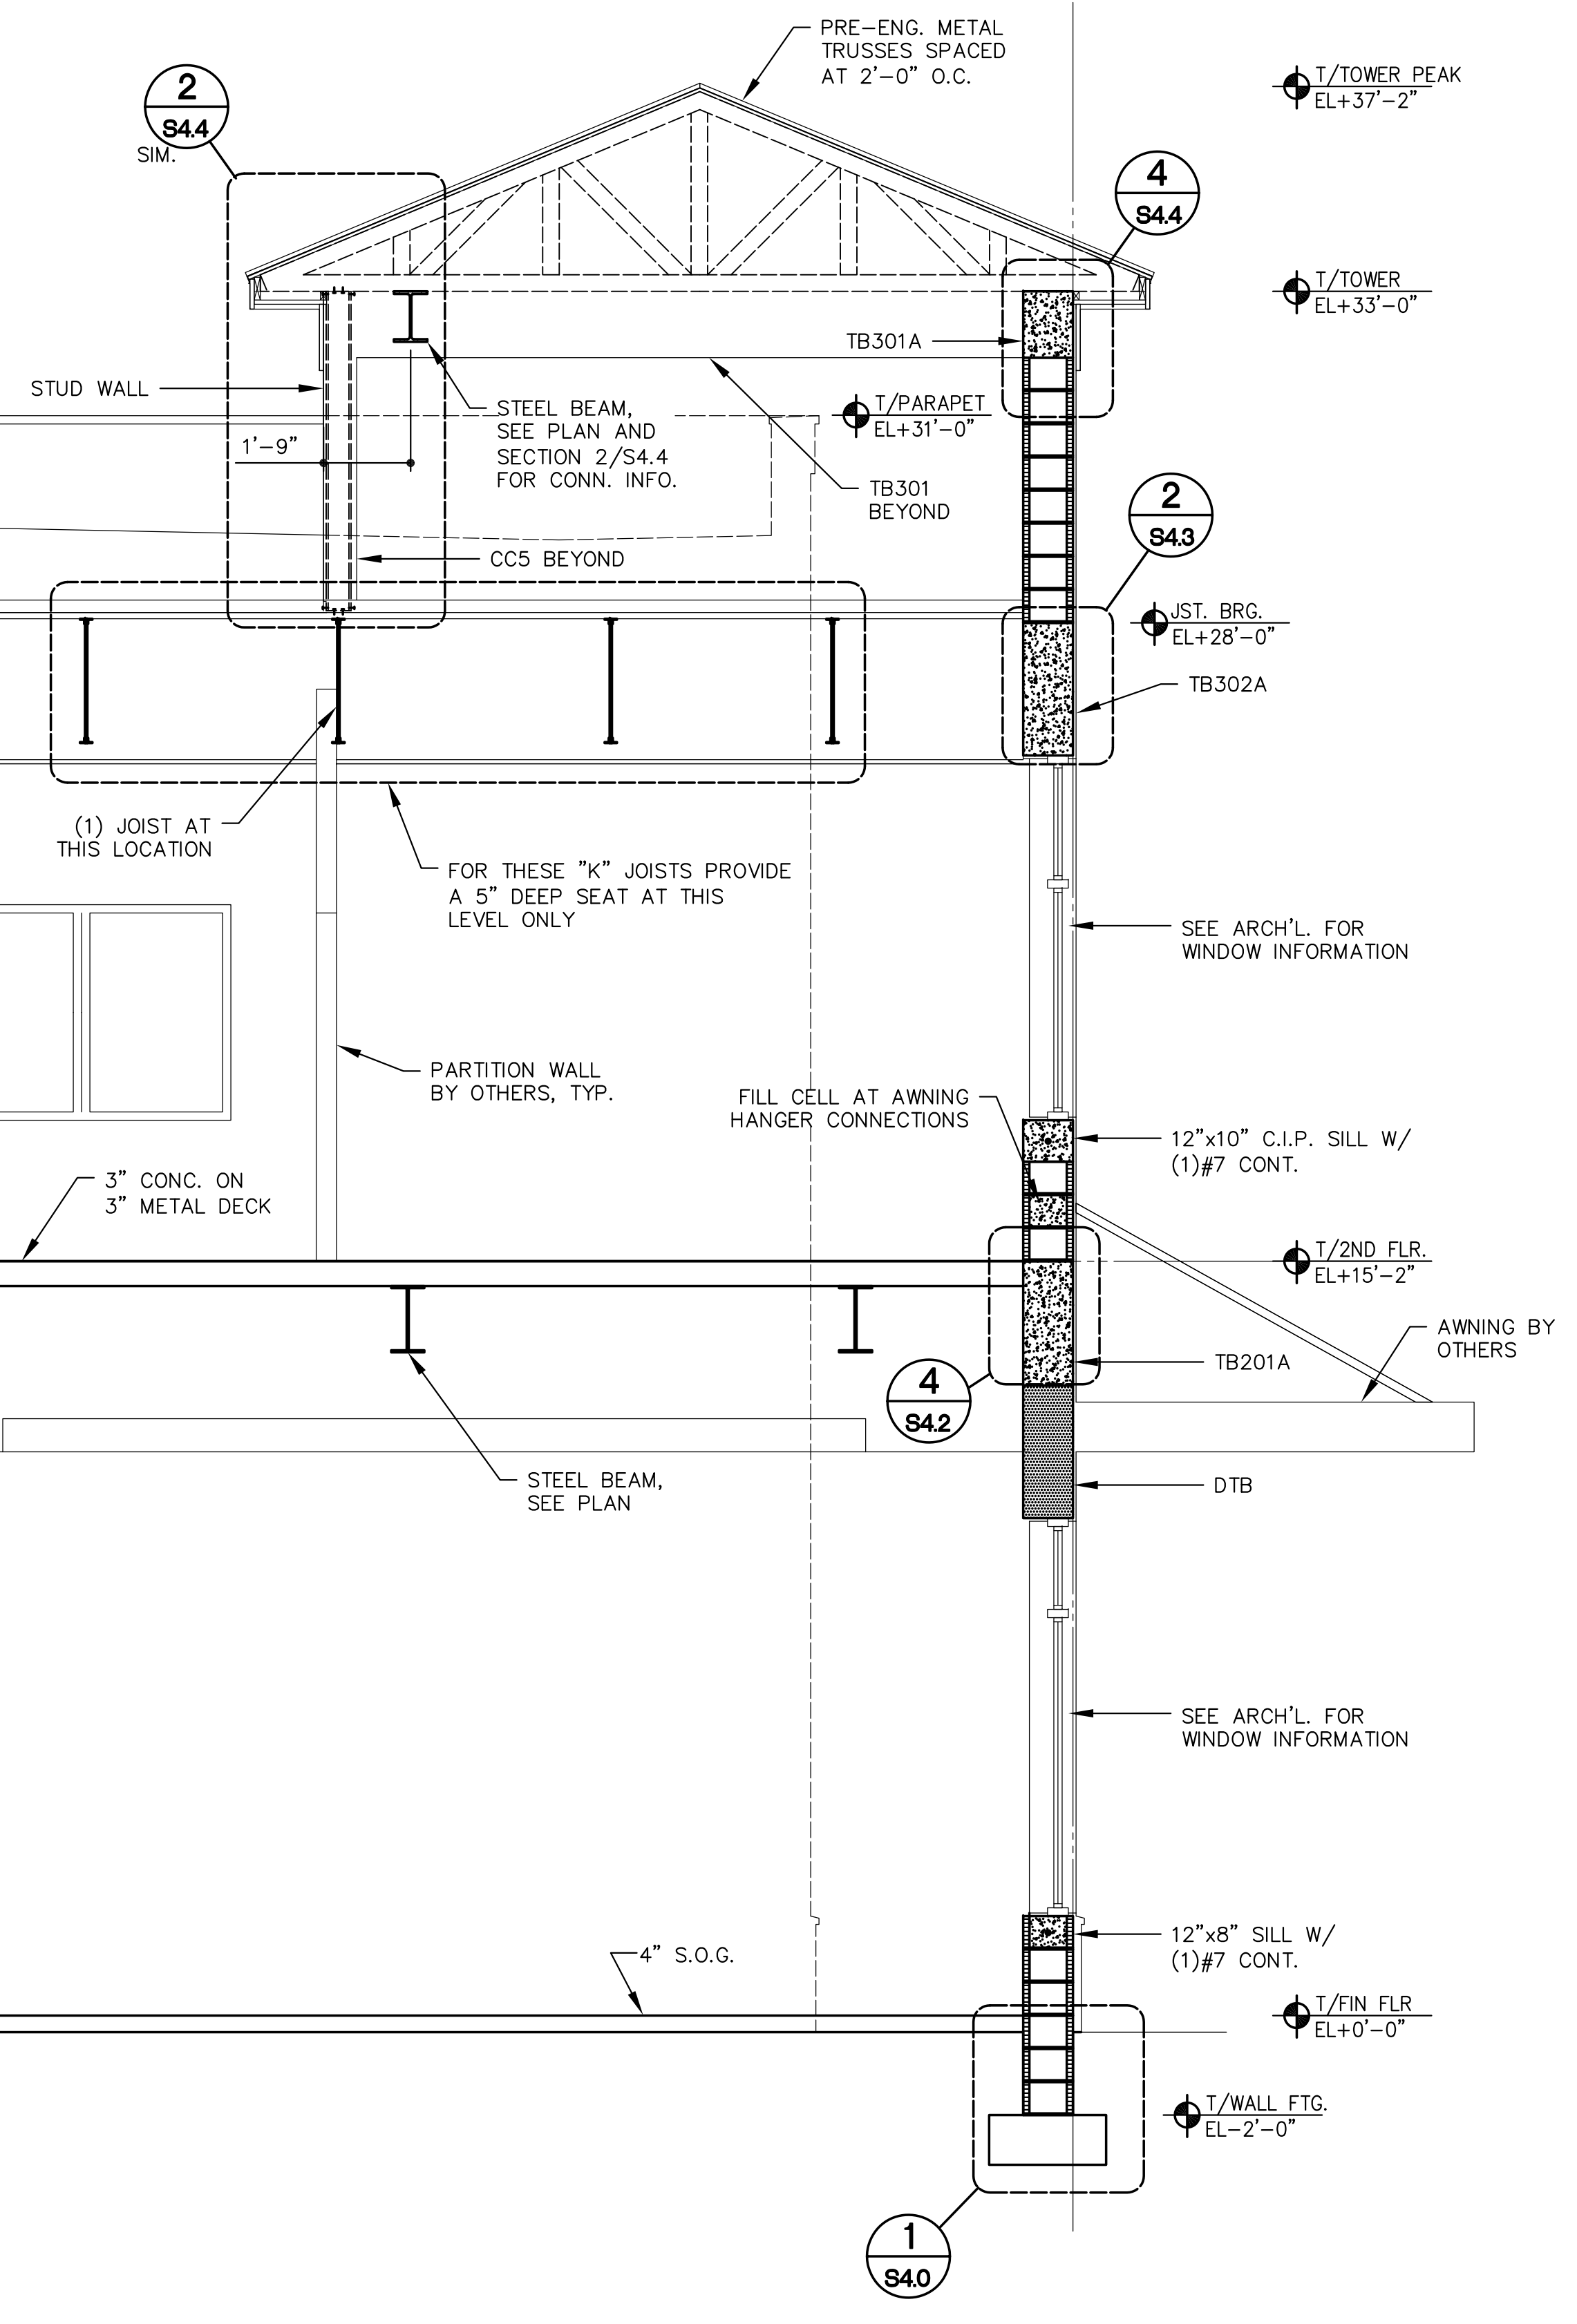 PRE-ENG. METAL
TRUSSES SPACED
AT 2'-0" O.C.
T/TOWER PEAK
EL+37'-2"
2
S4.4
SIM.
4
S4.4
T/TOWER
EL+33'-0"
TB301A
STUD WALL
STEEL BEAM,
SEE PLAN AND
SECTION 2/S4.4
FOR CONN. INFO.
T/PARAPET
EL+31'-0"
1'-9"
TB301
BEYOND
2
S4.3
CC5 BEYOND
JST. BRG.
EL+28'-0"
TB302A
(1) JOIST AT
THIS LOCATION
FOR THESE "K" JOISTS PROVIDE
A 5" DEEP SEAT AT THIS
LEVEL ONLY
SEE ARCH'L. FOR
WINDOW INFORMATION
PARTITION WALL
BY OTHERS, TYP.
FILL CELL AT AWNING
HANGER CONNECTIONS
12"x10" C.I.P. SILL W/
(1)#7 CONT.
3" CONC. ON
3" METAL DECK
T/2ND FLR.
EL+15'-2"
AWNING BY
OTHERS
TB201A
4
S4.2
STEEL BEAM,
SEE PLAN
DTB
SEE ARCH'L. FOR
WINDOW INFORMATION
12"x8" SILL W/
(1)#7 CONT.
4" S.O.G.
T/FIN FLR
EL+0'-0"
T/WALL FTG.
EL-2'-0"
1
S4.0